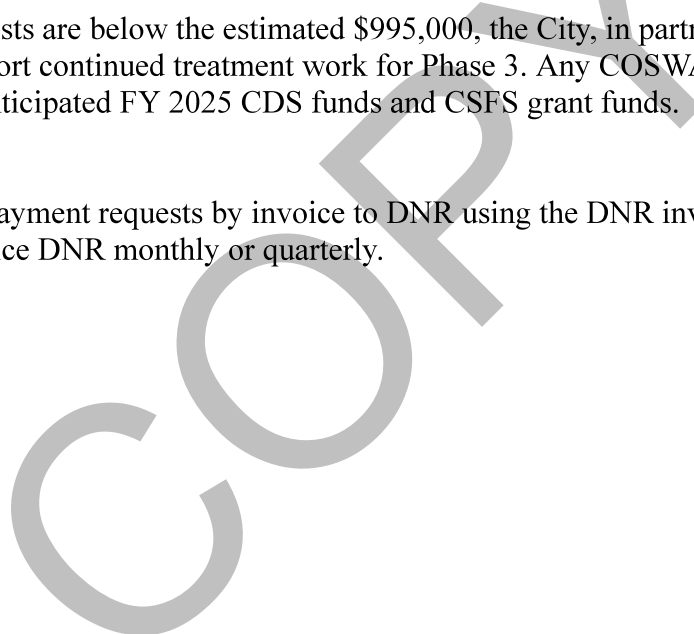 sts are below the estimated $995,000, the City, in partn
ort continued treatment work for Phase 3. Any COSWA
ticipated FY 2025 CDS funds and CSFS grant funds.
ayment requests by invoice to DNR using the DNR inv
ce DNR monthly or quarterly.
COPY